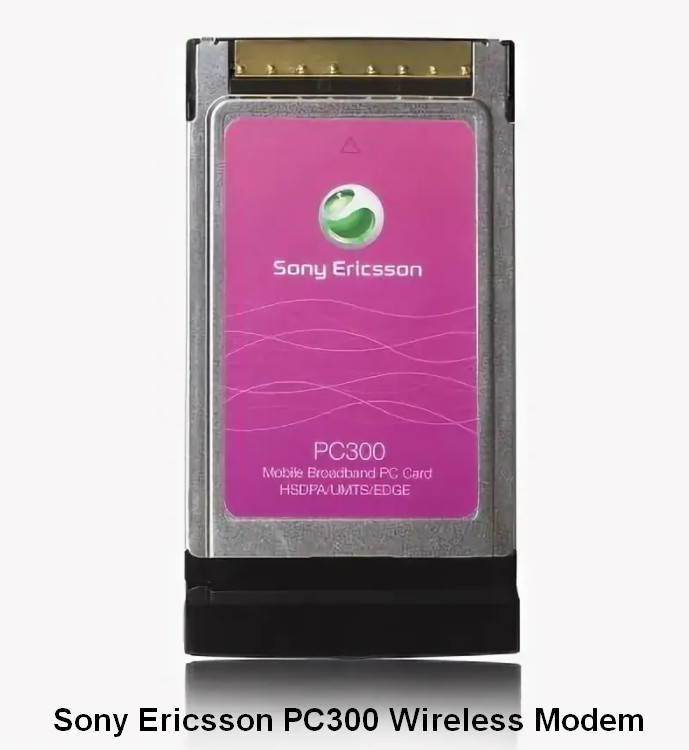 Sony Ericsson
PC300
Mobile Broadband PC Card
HSDPA/UMTS/EDGE
Sony Ericsson PC300 Wireless Modem